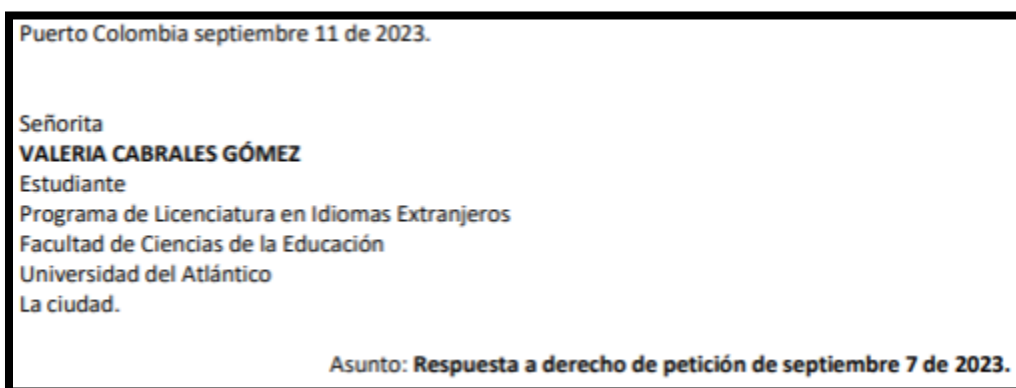 Puerto Colombia septiembre 11 de 2023.
Señorita
VALERIA CABRALES GÓMEZ
Estudiante
Programa de Licenciatura en Idiomas Extranjeros
Facultad de Ciencias de la Educación
Universidad del Atlántico
La ciudad.
Asunto: Respuesta a derecho de petición de septiembre 7 de 2023.